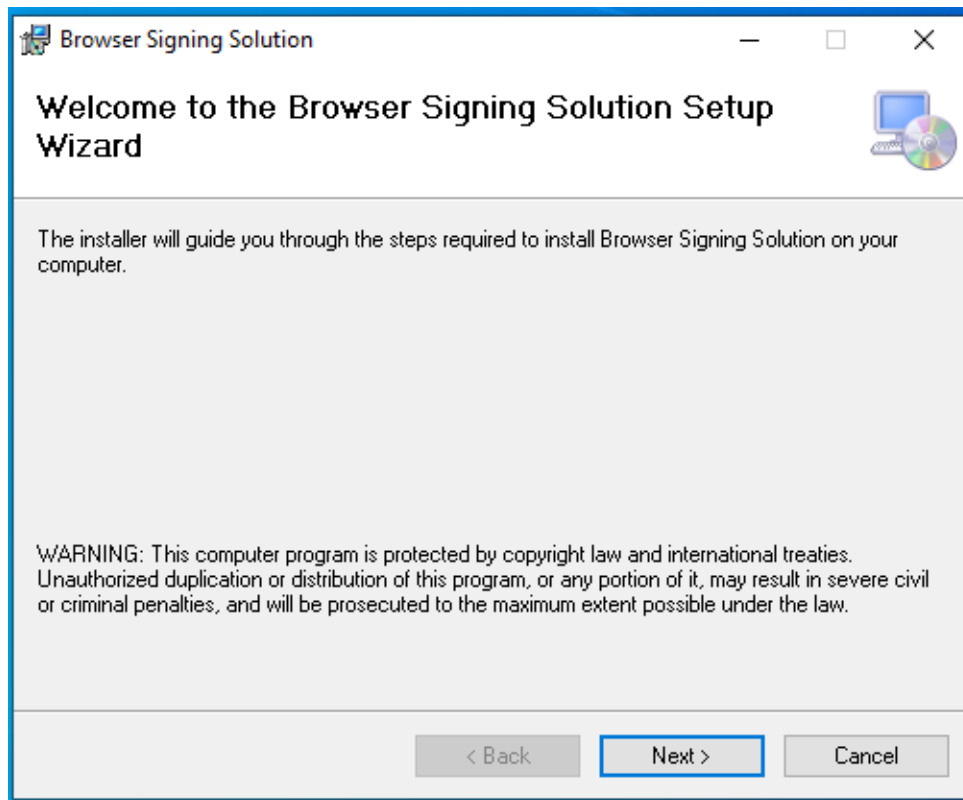 Browser Signing Solution
Welcome to the Browser Signing Solution Setup
Wizard
The installer will guide you through the steps required to install Browser Signing Solution on your
computer.
WARNING: This computer program is protected by copyright law and international treaties.
Unauthorized duplication or distribution of this program, or any portion of it, may result in severe civil
or criminal penalties, and will be prosecuted to the maximum extent possible under the law.
< Back Next > Cancel